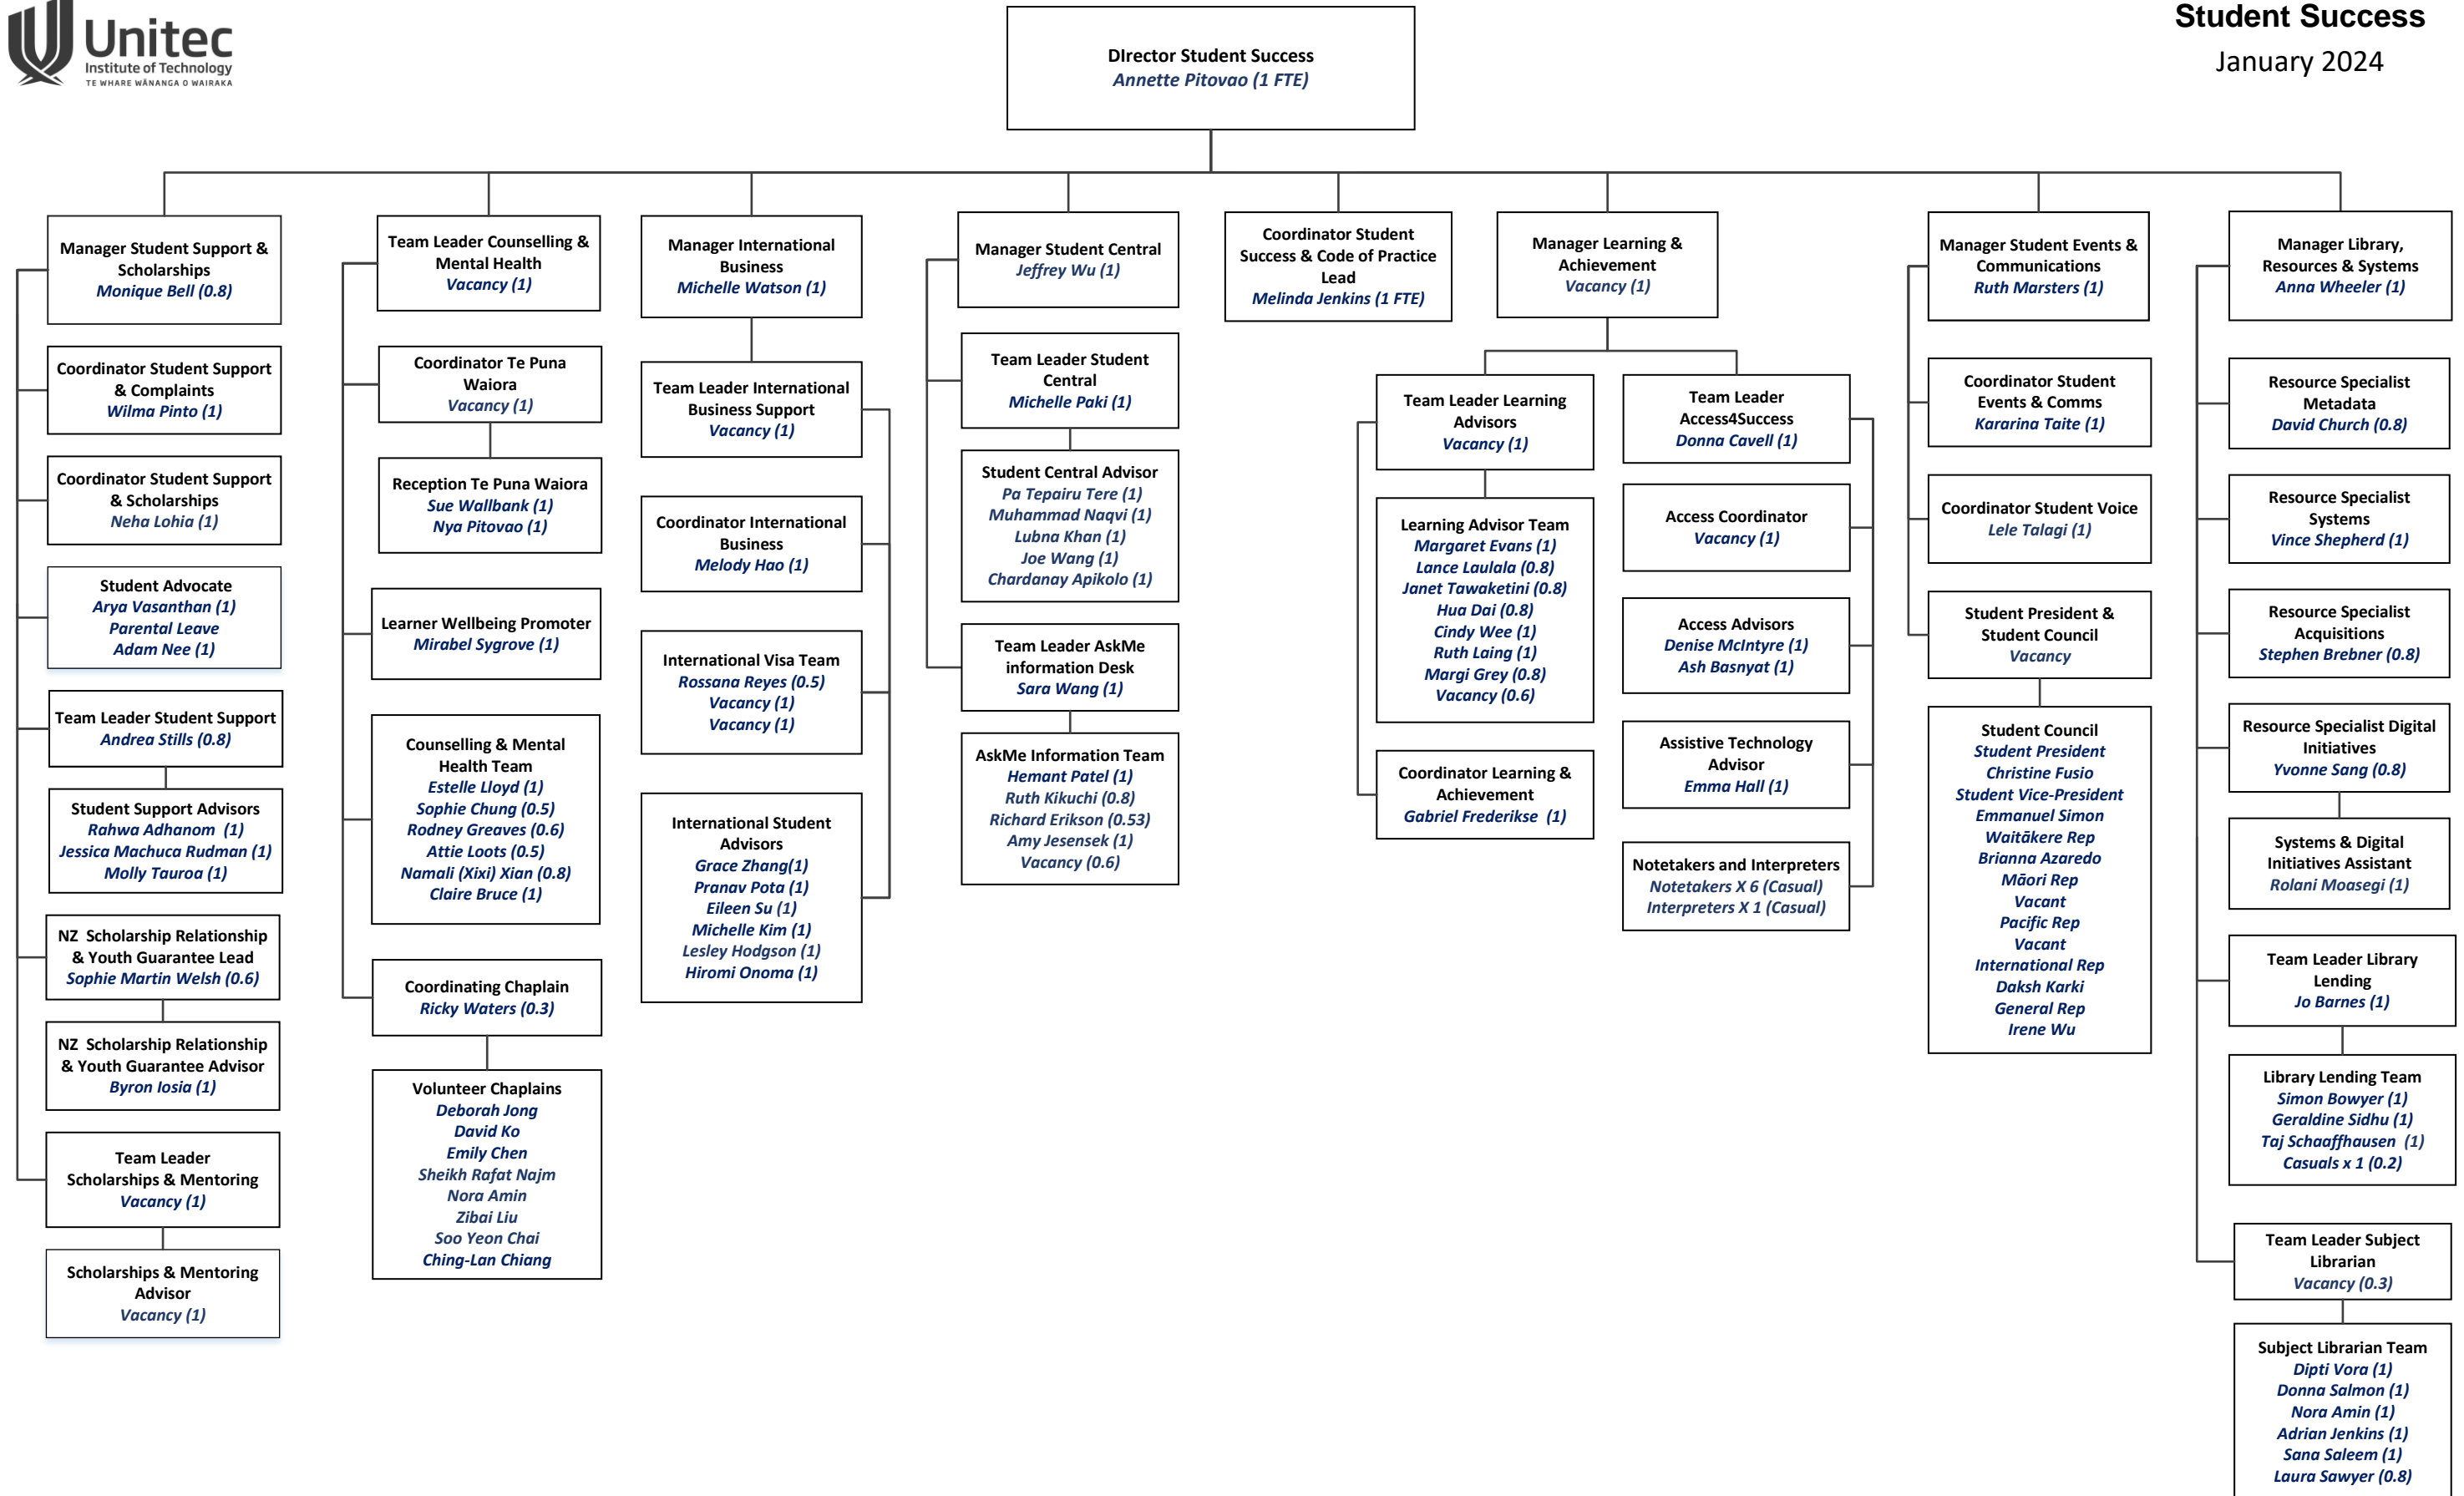 Unitec
Institute of Technology
TE WHARE WĀNANGA O WAIRAKA
Student Success
January 2024
DIrector Student Success
Annette Pitovao (1 FTE)
Manager Student Support &
Scholarships
Monique Bell (0.8)
Coordinator Student Support
& Complaints
Wilma Pinto (1)
Coordinator Student Support
& Scholarships
Neha Lohia (1)
Student Advocate
Arya Vasanthan (1)
Parental Leave
Adam Nee (1)
Team Leader Student Support
Andrea Stills (0.8)
Student Support Advisors
Rahwa Adhanom  (1)
Jessica Machuca Rudman (1)
Molly Tauroa (1)
NZ  Scholarship Relationship
& Youth Guarantee Lead
Sophie Martin Welsh (0.6)
NZ  Scholarship Relationship
& Youth Guarantee Advisor
Byron Iosia (1)
Team Leader
Scholarships & Mentoring
Vacancy (1)
Scholarships & Mentoring
Advisor
Vacancy (1)
Team Leader Counselling &
Mental Health
Vacancy (1)
Coordinator Te Puna
Waiora
Vacancy (1)
Reception Te Puna Waiora
Sue Wallbank (1)
Nya Pitovao (1)
Learner Wellbeing Promoter
Mirabel Sygrove (1)
Counselling & Mental
Health Team
Estelle Lloyd (1)
Sophie Chung (0.5)
Rodney Greaves (0.6)
Attie Loots (0.5)
Namali (Xixi) Xian (0.8)
Claire Bruce (1)
Coordinating Chaplain
Ricky Waters (0.3)
Volunteer Chaplains
Deborah Jong
David Ko
Emily Chen
Sheikh Rafat Najm
Nora Amin
Zibai Liu
Soo Yeon Chai
Ching-Lan Chiang
Manager International
Business
Michelle Watson (1)
Team Leader International
Business Support
Vacancy (1)
Coordinator International
Business
Melody Hao (1)
International Visa Team
Rossana Reyes (0.5)
Vacancy (1)
Vacancy (1)
International Student
Advisors
Grace Zhang(1)
Pranav Pota (1)
Eileen Su (1)
Michelle Kim (1)
Lesley Hodgson (1)
Hiromi Onoma (1)
Manager Student Central
Jeffrey Wu (1)
Team Leader Student
Central
Michelle Paki (1)
Student Central Advisor
Pa Tepairu Tere (1)
Muhammad Naqvi (1)
Lubna Khan (1)
Joe Wang (1)
Chardanay Apikolo (1)
Team Leader AskMe
information Desk
Sara Wang (1)
AskMe Information Team
Hemant Patel (1)
Ruth Kikuchi (0.8)
Richard Erikson (0.53)
Amy Jesensek (1)
Vacancy (0.6)
Coordinator Student
Success & Code of Practice
Lead
Melinda Jenkins (1 FTE)
Manager Learning &
Achievement
Vacancy (1)
Team Leader Learning
Advisors
Vacancy (1)
Learning Advisor Team
Margaret Evans (1)
Lance Laulala (0.8)
Janet Tawaketini (0.8)
Hua Dai (0.8)
Cindy Wee (1)
Ruth Laing (1)
Margi Grey (0.8)
Vacancy (0.6)
Coordinator Learning &
Achievement
Gabriel Frederikse  (1)
Team Leader
Access4Success
Donna Cavell (1)
Access Coordinator
Vacancy (1)
Access Advisors
Denise McIntyre (1)
Ash Basnyat (1)
Assistive Technology
Advisor
Emma Hall (1)
Notetakers and Interpreters
Notetakers X 6 (Casual)
Interpreters X 1 (Casual)
Manager Student Events &
Communications
Ruth Marsters (1)
Coordinator Student
Events & Comms
Kararina Taite (1)
Coordinator Student Voice
Lele Talagi (1)
Student President &
Student Council
Vacancy
Student Council
Student President
Christine Fusio
Student Vice-President
Emmanuel Simon
Waitākere Rep
Brianna Azaredo
Māori Rep
Vacant
Pacific Rep
Vacant
International Rep
Daksh Karki
General Rep
Irene Wu
Manager Library,
Resources & Systems
Anna Wheeler (1)
Resource Specialist
Metadata
David Church (0.8)
Resource Specialist
Systems
Vince Shepherd (1)
Resource Specialist
Acquisitions
Stephen Brebner (0.8)
Resource Specialist Digital
Initiatives
Yvonne Sang (0.8)
Systems & Digital
Initiatives Assistant
Rolani Moasegi (1)
Team Leader Library
Lending
Jo Barnes (1)
Library Lending Team
Simon Bowyer (1)
Geraldine Sidhu (1)
Taj Schaaffhausen  (1)
Casuals x 1 (0.2)
Team Leader Subject
Librarian
Vacancy (0.3)
Subject Librarian Team
Dipti Vora (1)
Donna Salmon (1)
Nora Amin (1)
Adrian Jenkins (1)
Sana Saleem (1)
Laura Sawyer (0.8)